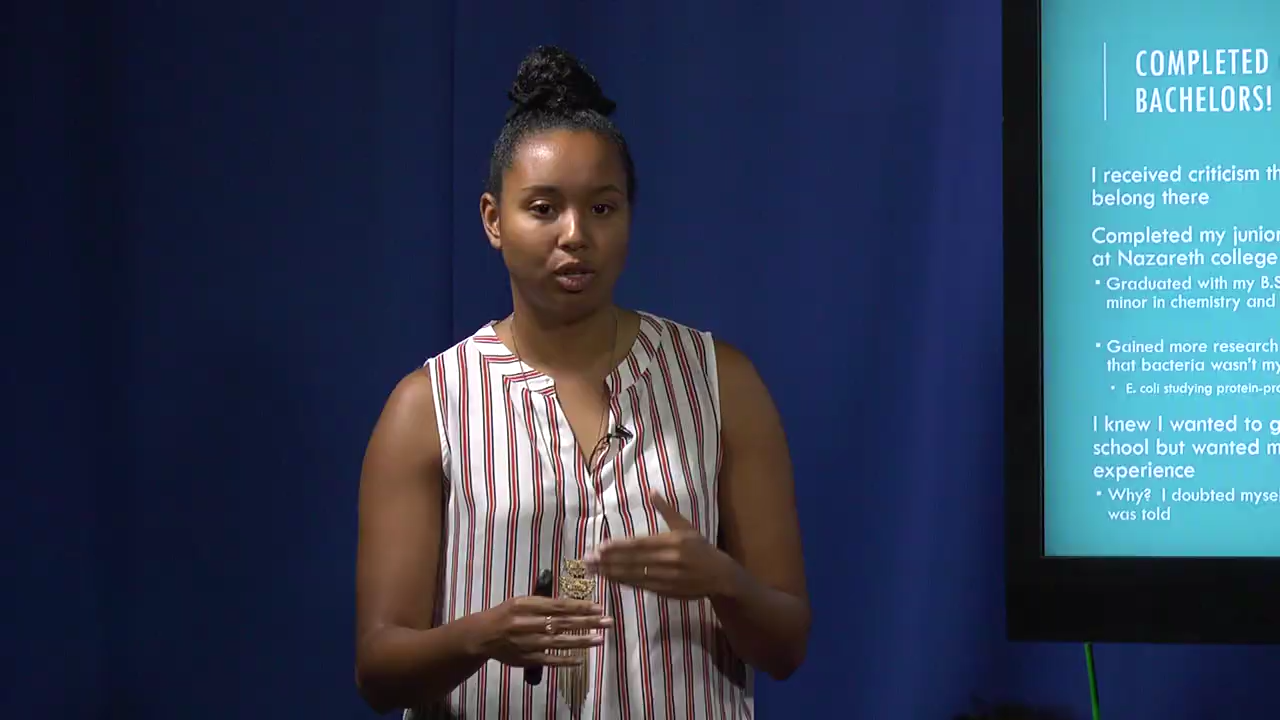 COMPLETED
BACHELORS!
I received criticism th
belong there
Completed my junior
at Nazareth college
▪ Graduated with my B.S
minor in chemistry and
▪ Gained more research
that bacteria wasn't my
▪ E. coli studying protein-pro
I knew I wanted to g
school but wanted m
experience
▪ Why? I doubted mysel
was told